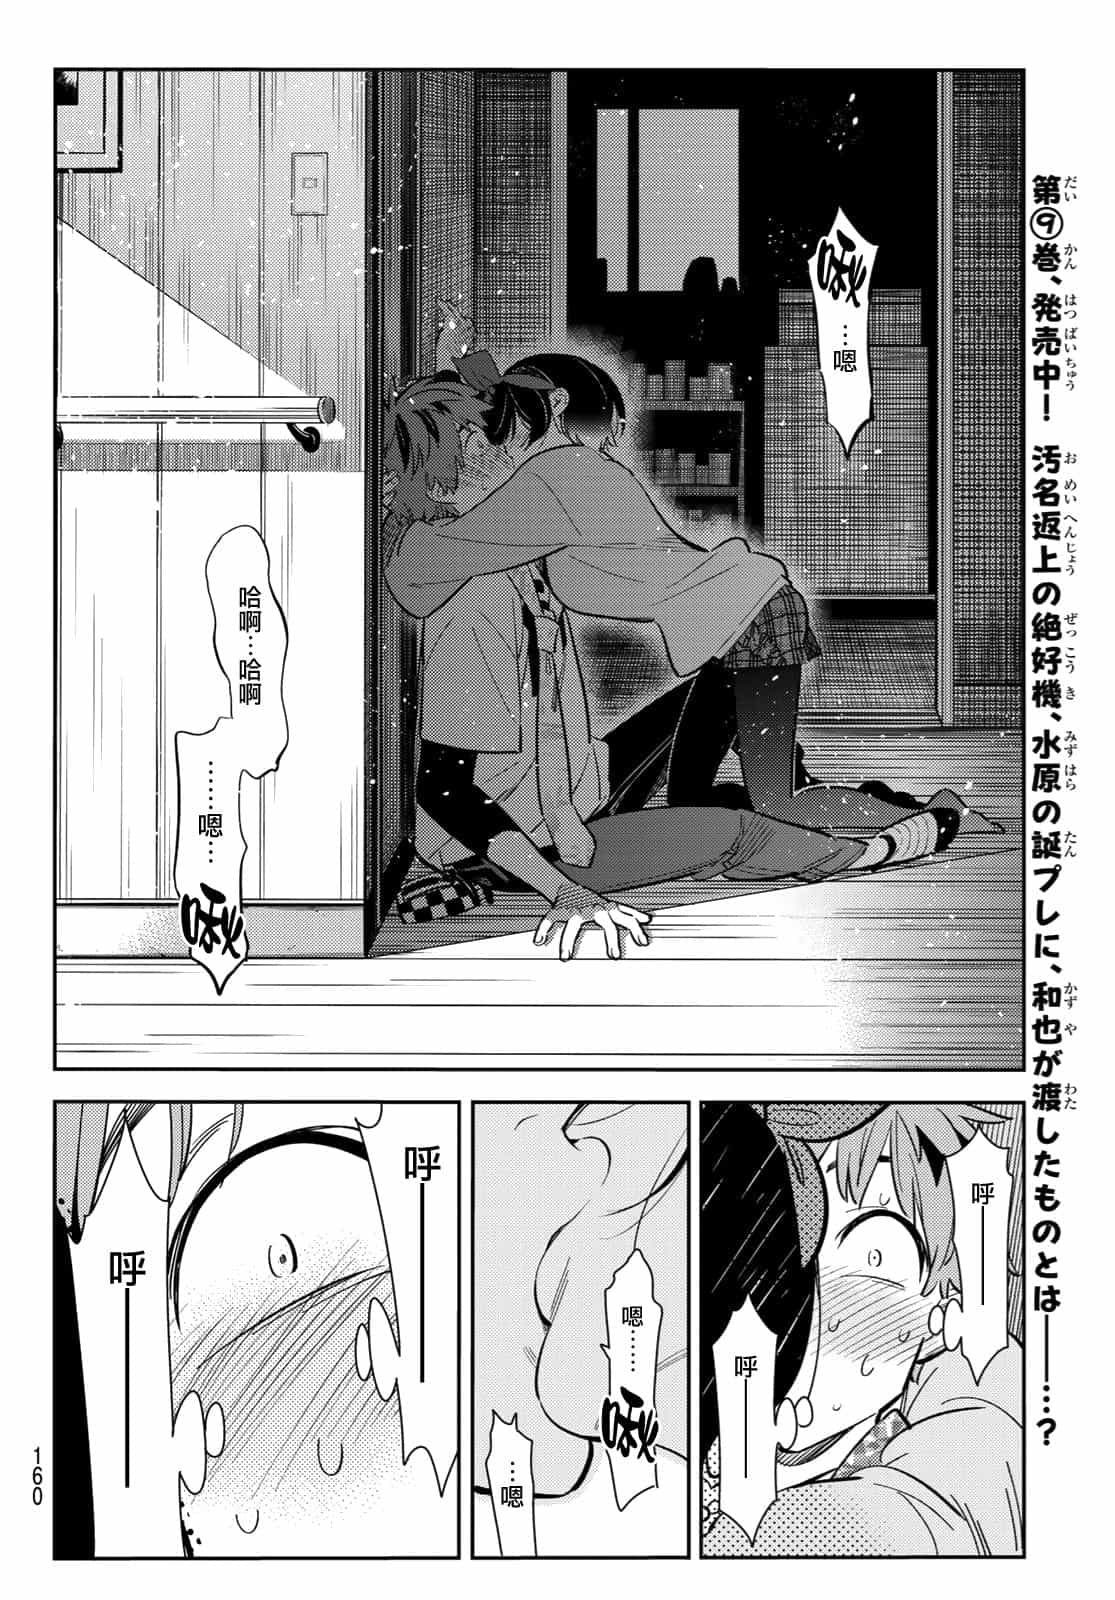 第⑨巻、発売中！ 汚名返上の絶好機、水原の誕プレに、和也が渡したものとは――…？
啾
…嗯
哈啊…哈啊
………嗯…
啾
呼――
呼――
嗯……
啾
…嗯
呼――
呼――
160